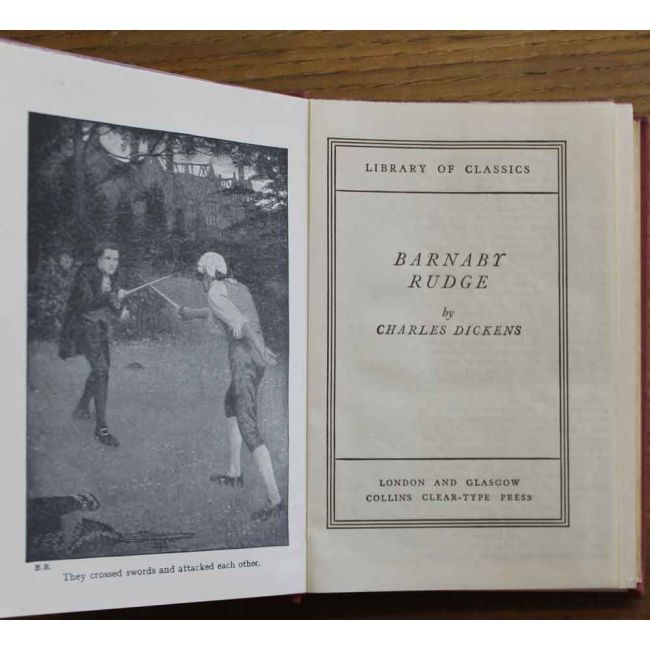 B.R.
They crossed swords and attacked each other.
LIBRARY OF CLASSICS
BARNABY
RUDGE
by
CHARLES DICKENS
LONDON AND GLASGOW
COLLINS CLEAR-TYPE PRESS